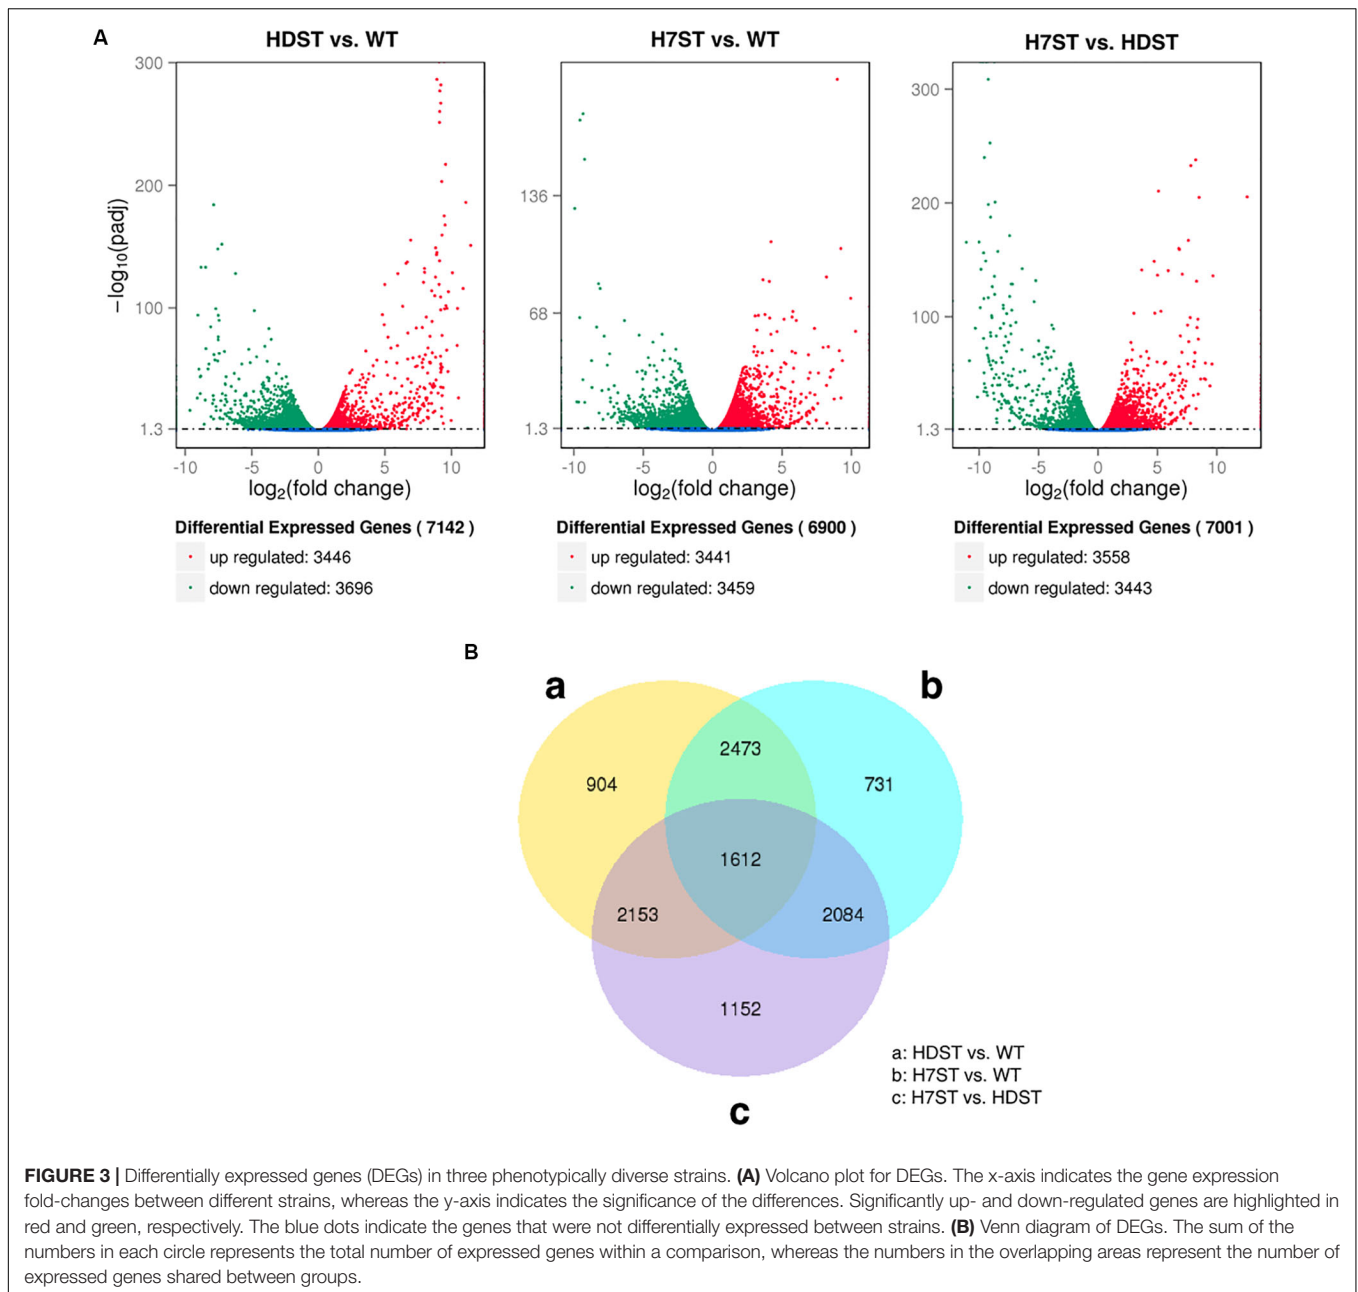 A
HDST vs. WT
H7ST vs. WT
H7ST vs. HDST
−log10(padj)
300
200
100
1.3
-10 -5 0 5 10
log2(fold change)
136
68
1.3
-10 -5 0 5 10
log2(fold change)
300
200
100
1.3
-10 -5 0 5 10
log2(fold change)
Differential Expressed Genes ( 7142 )
up regulated: 3446
down regulated: 3696
Differential Expressed Genes ( 6900 )
up regulated: 3441
down regulated: 3459
Differential Expressed Genes ( 7001 )
up regulated: 3558
down regulated: 3443
B
a
b
2473
904
731
1612
2153
2084
1152
c
a: HDST vs. WT
b: H7ST vs. WT
c: H7ST vs. HDST
FIGURE 3 | Differentially expressed genes (DEGs) in three phenotypically diverse strains. (A) Volcano plot for DEGs. The x-axis indicates the gene expression
fold-changes between different strains, whereas the y-axis indicates the significance of the differences. Significantly up- and down-regulated genes are highlighted in
red and green, respectively. The blue dots indicate the genes that were not differentially expressed between strains. (B) Venn diagram of DEGs. The sum of the
numbers in each circle represents the total number of expressed genes within a comparison, whereas the numbers in the overlapping areas represent the number of
expressed genes shared between groups.